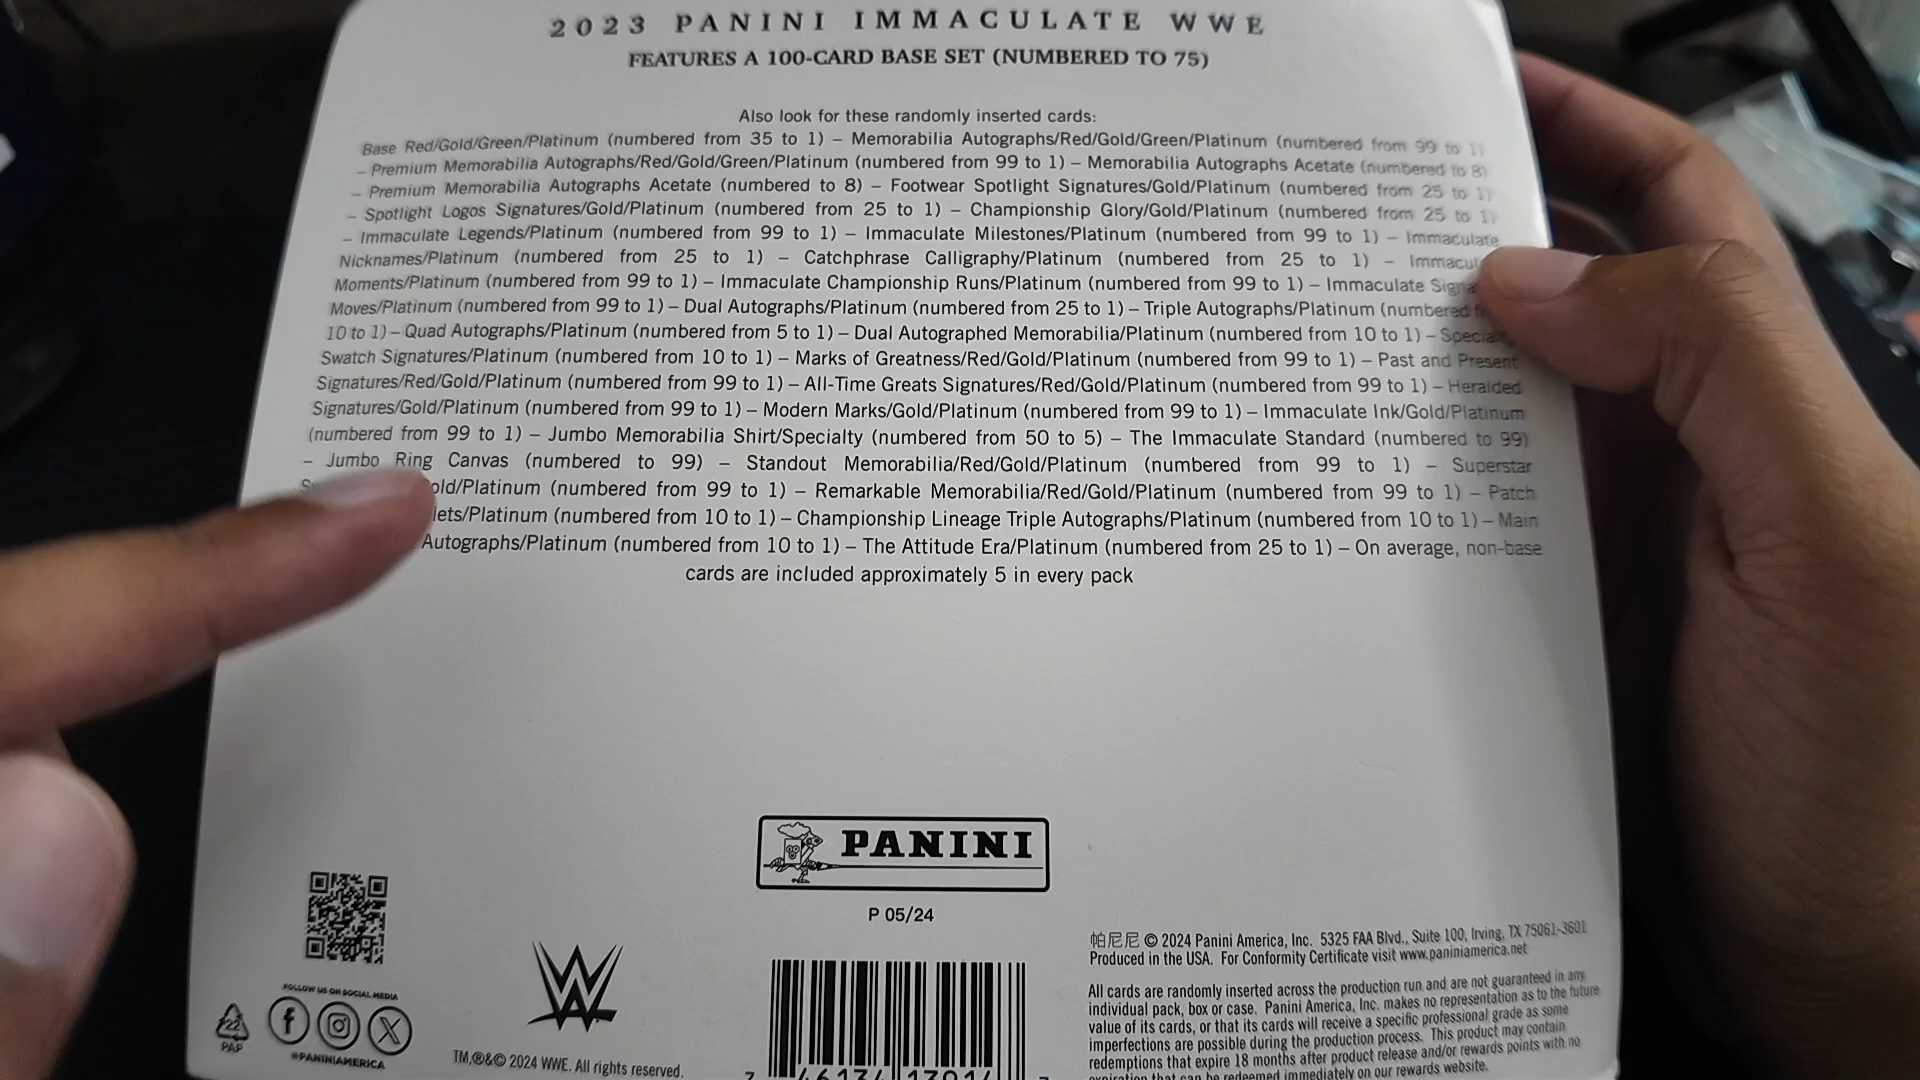 2023 PANINI IMMACULATE WWE
FEATURES A 100-CARD BASE SET (NUMBERED TO 75)
Also look for these randomly inserted cards:
Base Red/Gold/Green/Platinum (numbered from 35 to 1) – Memorabilia Autographs/Red/Gold/Green/Platinum (numbered from 99 to 1)
– Premium Memorabilia Autographs/Red/Gold/Green/Platinum (numbered from 99 to 1) – Memorabilia Autographs Acetate (numbered to 8)
– Premium Memorabilia Autographs Acetate (numbered to 8) – Footwear Spotlight Signatures/Gold/Platinum (numbered from 25 to 1)
– Spotlight Logos Signatures/Gold/Platinum (numbered from 25 to 1) – Championship Glory/Gold/Platinum (numbered from 25 to 1)
– Immaculate Legends/Platinum (numbered from 99 to 1) – Immaculate Milestones/Platinum (numbered from 99 to 1) – Immaculate
Nicknames/Platinum (numbered from 25 to 1) – Catchphrase Calligraphy/Platinum (numbered from 25 to 1) –
Moments/Platinum (numbered from 99 to 1) – Immaculate Championship Runs/Platinum (numbered from 99 to 1) – Immaculate
Moves/Platinum (numbered from 99 to 1) – Dual Autographs/Platinum (numbered from 25 to 1) – Triple Autographs/Platinum (numbered
10 to 1) – Quad Autographs/Platinum (numbered from 5 to 1) – Dual Autographed Memorabilia/Platinum (numbered from 10 to 1) –
Swatch Signatures/Platinum (numbered from 10 to 1) – Marks of Greatness/Red/Gold/Platinum (numbered from 99 to 1) – Past and Present
Signatures/Red/Gold/Platinum (numbered from 99 to 1) – All-Time Greats Signatures/Red/Gold/Platinum (numbered from 99 to 1) – Heralded
Signatures/Gold/Platinum (numbered from 99 to 1) – Modern Marks/Gold/Platinum (numbered from 99 to 1) – Immaculate Ink/Gold/Platinum
(numbered from 99 to 1) – Jumbo Memorabilia Shirt/Specialty (numbered from 50 to 5) – The Immaculate Standard (numbered to 99)
– Jumbo Ring Canvas (numbered to 99) – Standout Memorabilia/Red/Gold/Platinum (numbered from 99 to 1) – Superstar
old/Platinum (numbered from 99 to 1) – Remarkable Memorabilia/Red/Gold/Platinum (numbered from 99 to 1) – Patch
lets/Platinum (numbered from 10 to 1) – Championship Lineage Triple Autographs/Platinum (numbered from 10 to 1) – Main
Autographs/Platinum (numbered from 10 to 1) – The Attitude Era/Platinum (numbered from 25 to 1) – On average, non-base
cards are included approximately 5 in every pack
PANINI
P 05/24
FOLLOW US ON SOCIAL MEDIA
@PANINIAMERICA
22
PAP
TM,®&© 2024 WWE. All rights reserved.
帕尼尼 © 2024 Panini America, Inc. 5325 FAA Blvd., Suite 100, Irving, TX 75061-3601
Produced in the USA. For Conformity Certificate visit www.paniniamerica.net
All cards are randomly inserted across the production run and are not guaranteed in any
individual pack, box or case. Panini America, Inc. makes no representation as to the future
value of its cards, or that its cards will receive a specific professional grade as some
imperfections are possible during the production process. This product may contain
redemptions that expire 18 months after product release and/or rewards points with no
expiration that can be redeemed immediately on our rewards website.